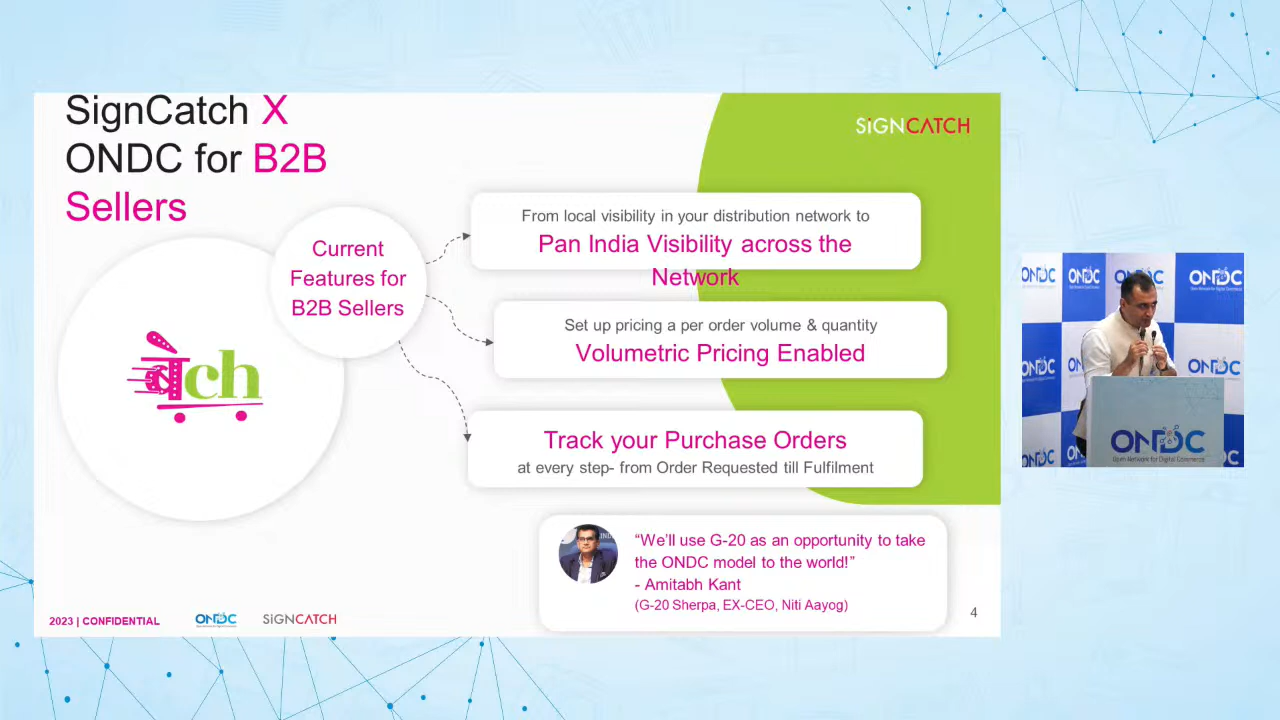 SignCatch X
ONDC for B2B
Sellers
SiGNCATCH
Current
Features for
B2B Sellers
From local visibility in your distribution network to
Pan India Visibility across the
Network
Set up pricing a per order volume & quantity
Volumetric Pricing Enabled
Track your Purchase Orders
at every step- from Order Requested till Fulfilment
बेch
“We’ll use G-20 as an opportunity to take
the ONDC model to the world!”
- Amitabh Kant
(G-20 Sherpa, EX-CEO, Niti Aayog)
2023 | CONFIDENTIAL
ONDC
SiGNCATCH
4
ONDC
ONDC
ONDC
ONDC
ONDC
ONDC
ONDC
ONDC
ONDC
ONDC
Open Network for Digital Commerce